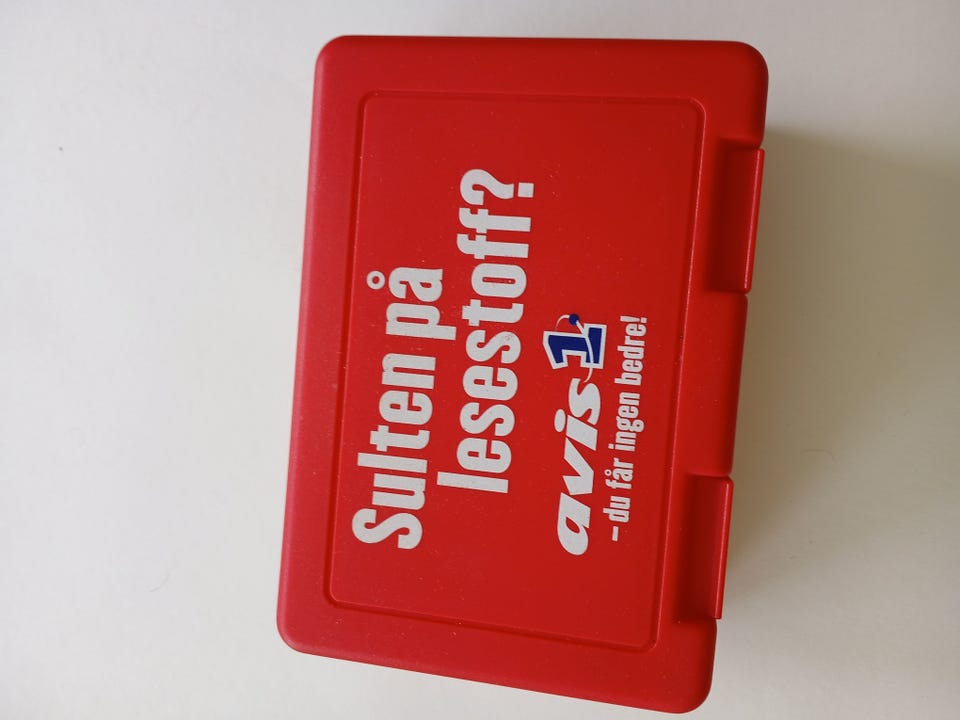 Sulten på
lesestoff?
avis1
– du får ingen bedre!